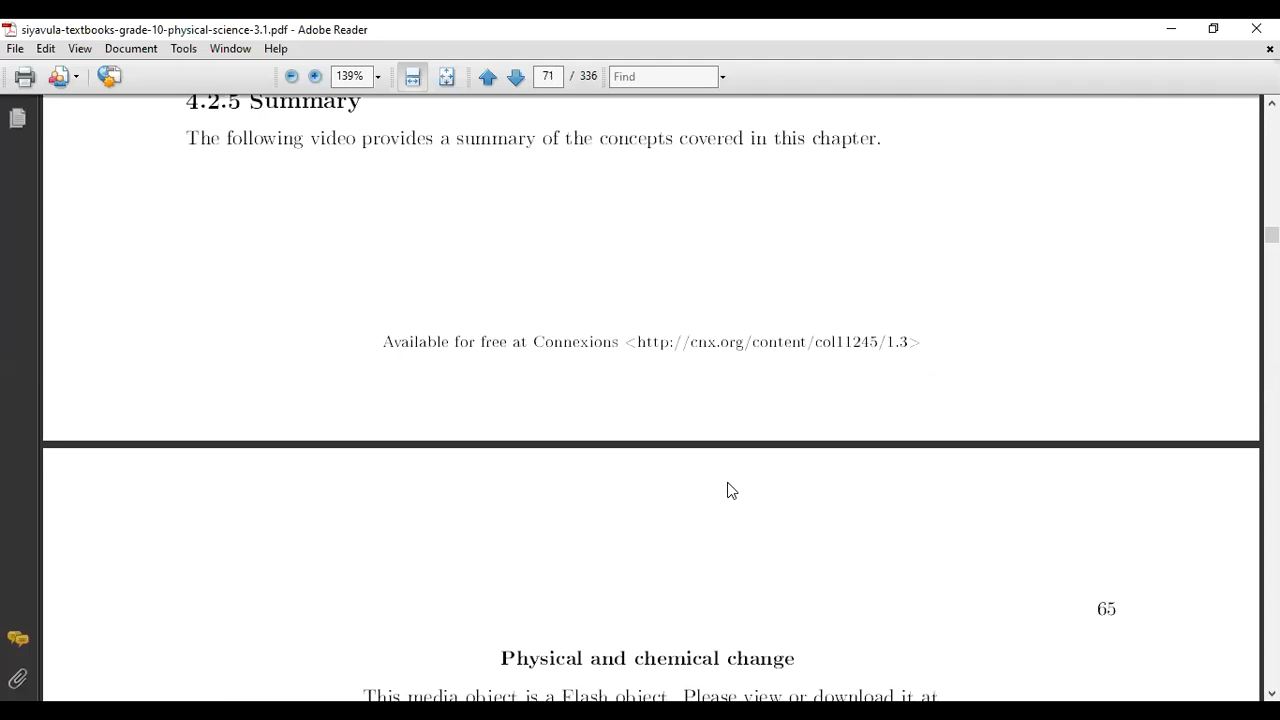 siyavula-textbooks-grade-10-physical-science-3.1.pdf - Adobe Reader
File Edit View Document Tools Window Help
139% 71 / 336 Find
4.2.5 Summary
The following video provides a summary of the concepts covered in this chapter.
Available for free at Connexions <http://cnx.org/content/col11245/1.3>
65
Physical and chemical change
This media object is a Flash object. Please view or download it at